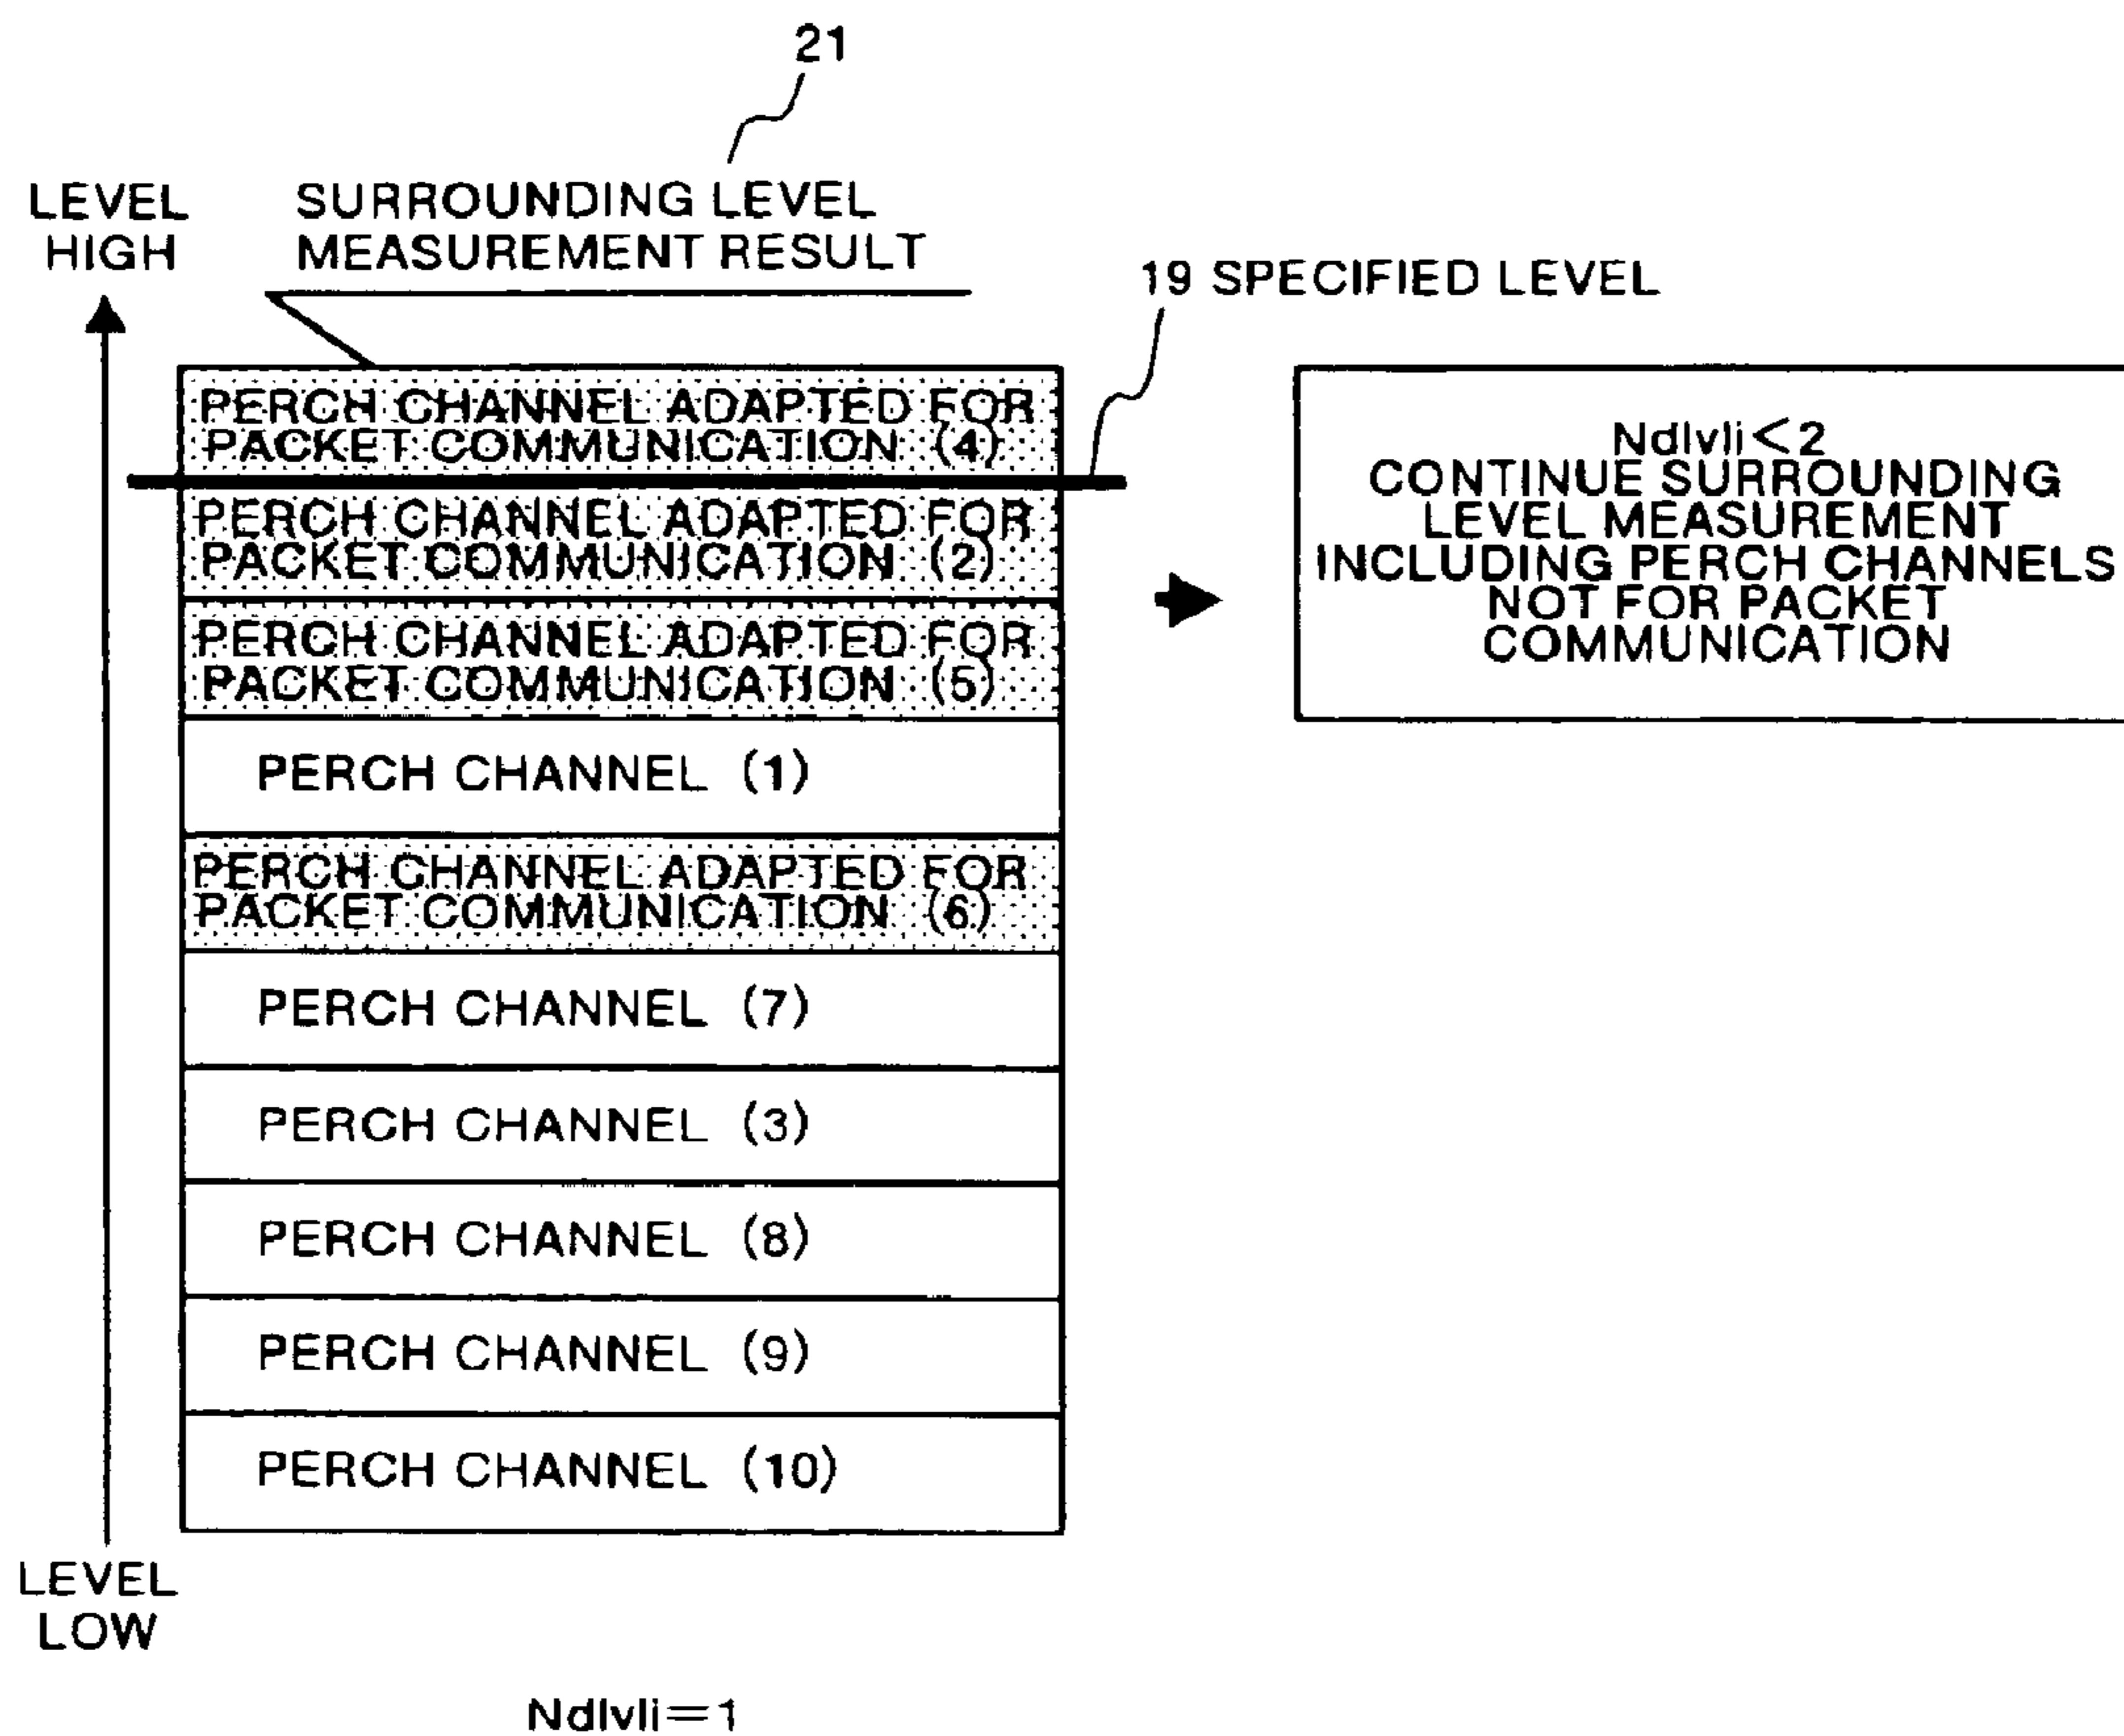 21
LEVEL
HIGH
SURROUNDING LEVEL
MEASUREMENT RESULT
19 SPECIFIED LEVEL
PERCH CHANNEL ADAPTED FOR
PACKET COMMUNICATION (4)
PERCH CHANNEL ADAPTED FOR
PACKET COMMUNICATION (2)
PERCH CHANNEL ADAPTED FOR
PACKET COMMUNICATION (5)
PERCH CHANNEL (1)
PERCH CHANNEL ADAPTED FOR
PACKET COMMUNICATION (6)
PERCH CHANNEL (7)
PERCH CHANNEL (3)
PERCH CHANNEL (8)
PERCH CHANNEL (9)
PERCH CHANNEL (10)
Ndlvli<2
CONTINUE SURROUNDING
LEVEL MEASUREMENT
INCLUDING PERCH CHANNELS
NOT FOR PACKET
COMMUNICATION
LEVEL
LOW
Ndlvli=1